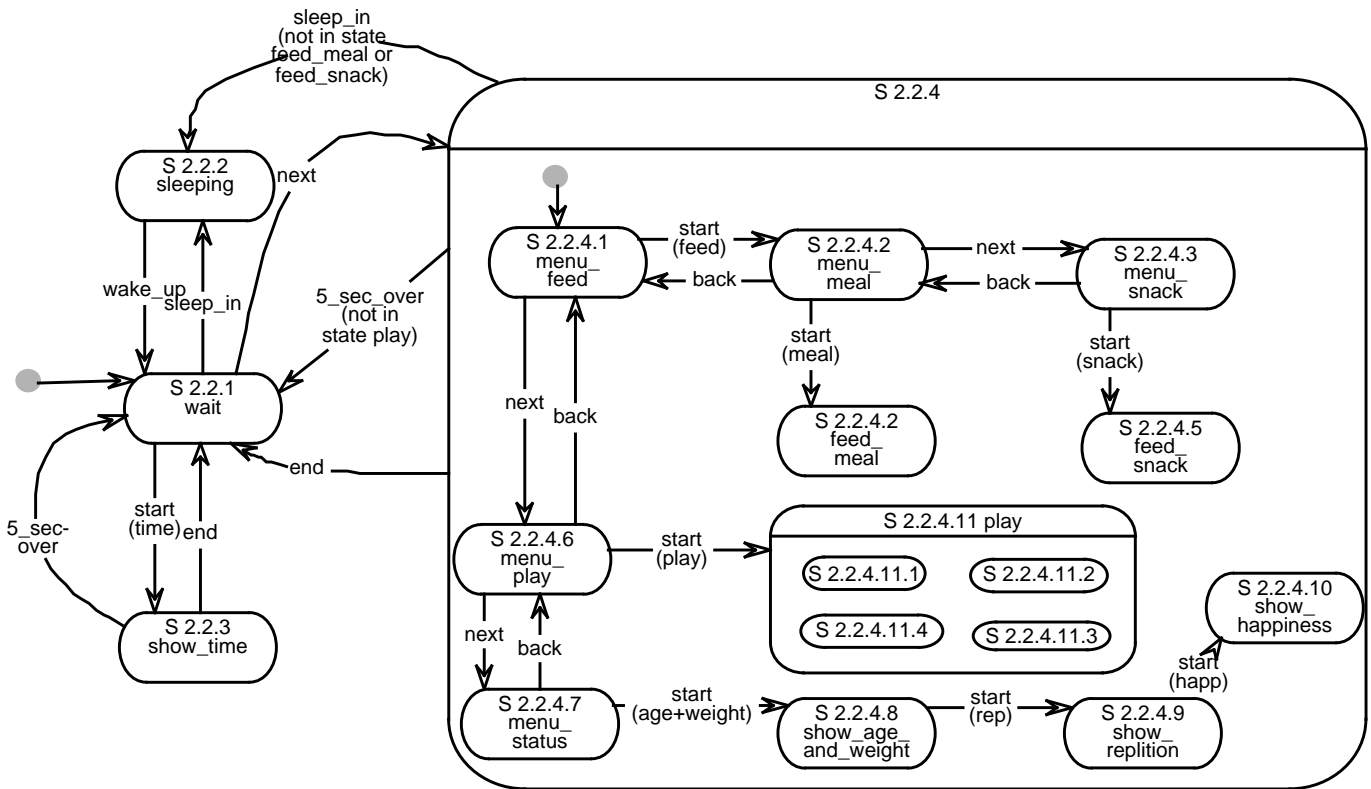 sleep_in
(not in state
feed_meal or
feed_snack)
S 2.2.4
S 2.2.2
sleeping
next
S 2.2.4.1
menu_
feed
start
(feed)
S 2.2.4.2
menu_
meal
next
S 2.2.4.3
menu_
snack
back
back
wake_up
sleep_in
5_sec_over
(not in
state play)
start
(meal)
start
(snack)
S 2.2.1
wait
next
back
S 2.2.4.2
feed_
meal
S 2.2.4.5
feed_
snack
end
start
(time)
end
5_sec-
over
S 2.2.4.6
menu_
play
start
(play)
S 2.2.4.11 play
S 2.2.4.11.1
S 2.2.4.11.2
S 2.2.4.11.4
S 2.2.4.11.3
S 2.2.4.10
show_
happiness
S 2.2.3
show_time
next
back
start
(happ)
S 2.2.4.7
menu_
status
start
(age+weight)
S 2.2.4.8
show_age_
and_weight
start
(rep)
S 2.2.4.9
show_
replition